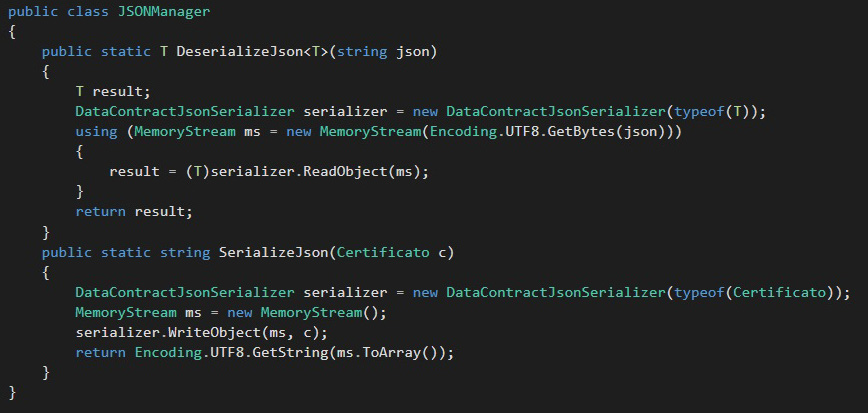 public class JSONManager
{
    public static T DeserializeJson<T>(string json)
    {
        T result;
        DataContractJsonSerializer serializer = new DataContractJsonSerializer(typeof(T));
        using (MemoryStream ms = new MemoryStream(Encoding.UTF8.GetBytes(json)))
        {
            result = (T)serializer.ReadObject(ms);
        }
        return result;
    }
    public static string SerializeJson(Certificato c)
    {
        DataContractJsonSerializer serializer = new DataContractJsonSerializer(typeof(Certificato));
        MemoryStream ms = new MemoryStream();
        serializer.WriteObject(ms, c);
        return Encoding.UTF8.GetString(ms.ToArray());
    }
}